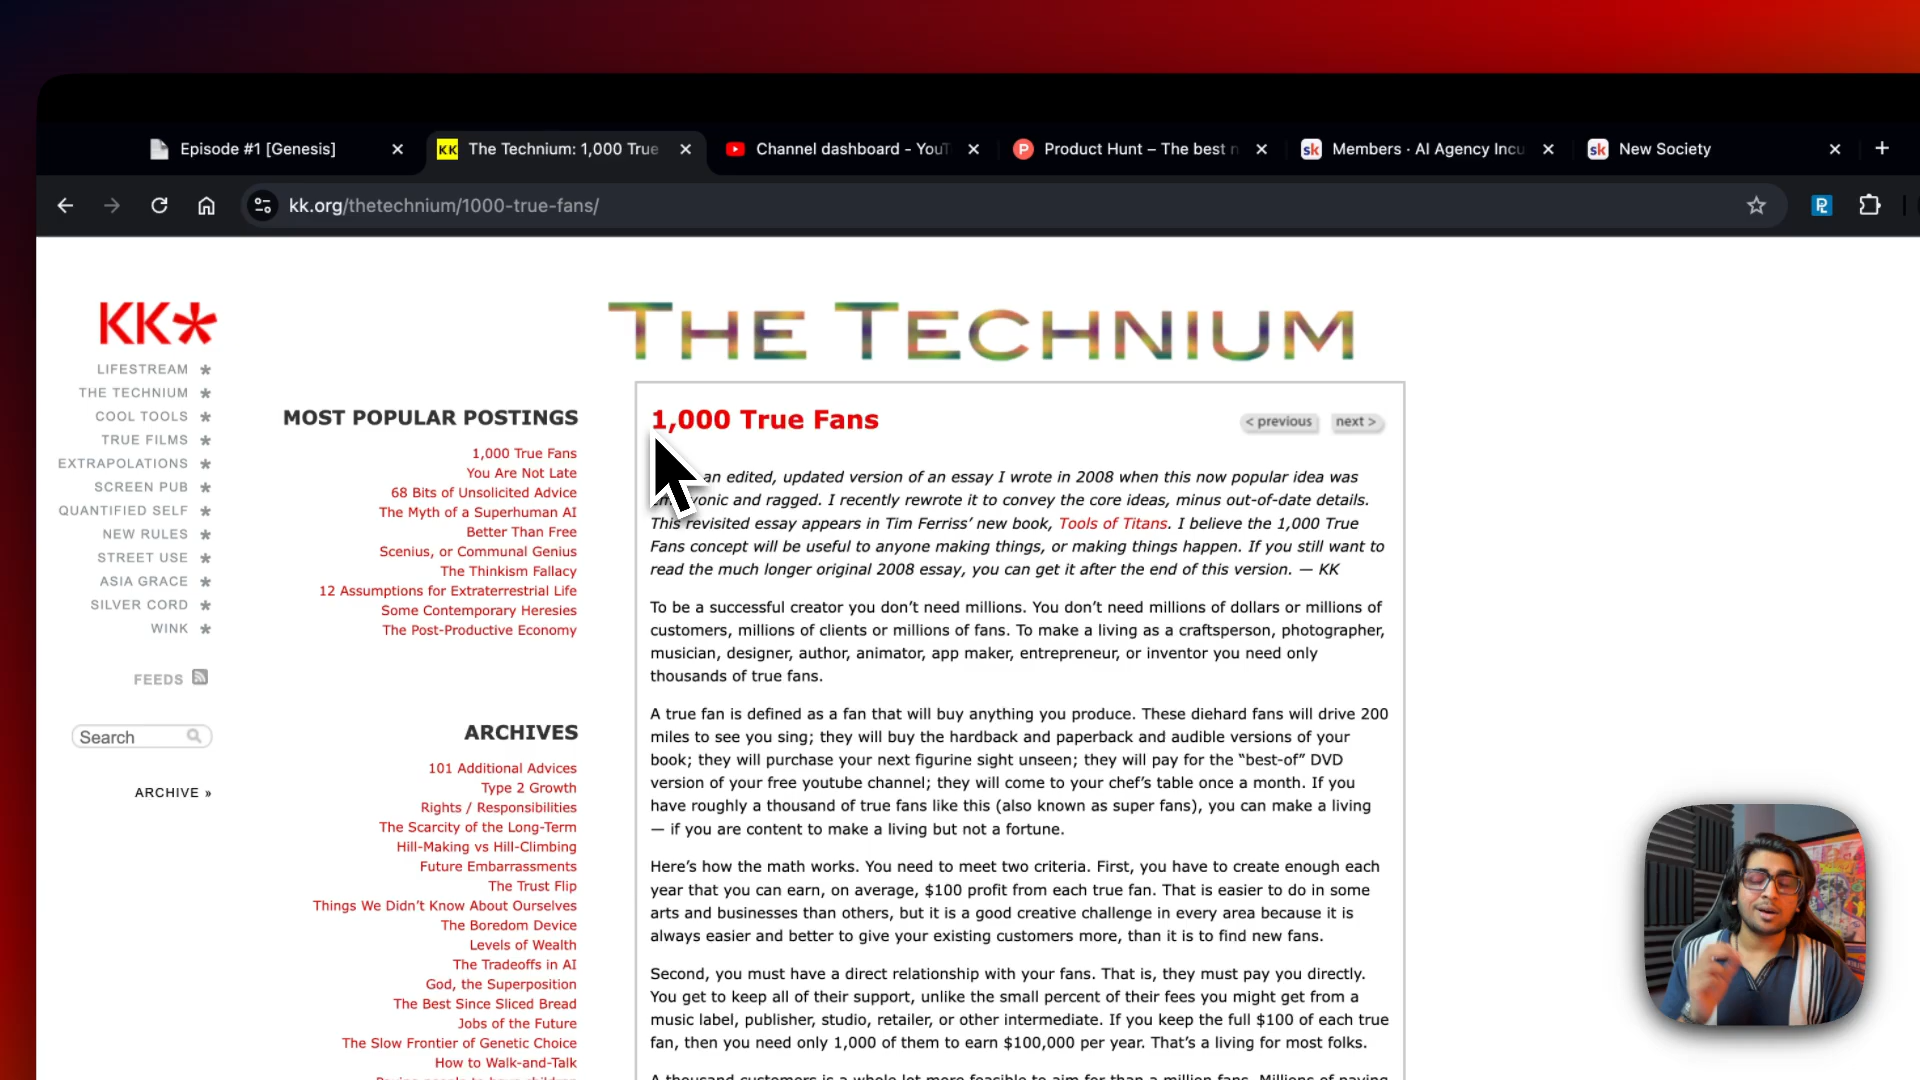 Episode #1 [Genesis]
KK The Technium: 1,000 True
Channel dashboard - YouT
Product Hunt – The best n
sk Members · AI Agency Incu
sk New Society
kk.org/thetechnium/1000-true-fans/
KK*
THE TECHNIUM
LIFESTREAM *
THE TECHNIUM *
COOL TOOLS *
TRUE FILMS *
EXTRAPOLATIONS *
SCREEN PUB *
QUANTIFIED SELF *
NEW RULES *
STREET USE *
ASIA GRACE *
SILVER CORD *
WINK *
FEEDS
Search
ARCHIVE »
MOST POPULAR POSTINGS
1,000 True Fans
You Are Not Late
68 Bits of Unsolicited Advice
The Myth of a Superhuman AI
Better Than Free
Scenius, or Communal Genius
The Thinkism Fallacy
12 Assumptions for Extraterrestrial Life
Some Contemporary Heresies
The Post-Productive Economy
ARCHIVES
101 Additional Advices
Type 2 Growth
Rights / Responsibilities
The Scarcity of the Long-Term
Hill-Making vs Hill-Climbing
Future Embarrassments
The Trust Flip
Things We Didn't Know About Ourselves
The Boredom Device
Levels of Wealth
The Tradeoffs in AI
God, the Superposition
The Best Since Sliced Bread
Jobs of the Future
The Slow Frontier of Genetic Choice
How to Walk-and-Talk
1,000 True Fans
< previous
next >
an edited, updated version of an essay I wrote in 2008 when this now popular idea was
and ragged. I recently rewrote it to convey the core ideas, minus out-of-date details.
This revisited essay appears in Tim Ferriss' new book, Tools of Titans. I believe the 1,000 True
Fans concept will be useful to anyone making things, or making things happen. If you still want to
read the much longer original 2008 essay, you can get it after the end of this version. — KK
To be a successful creator you don't need millions. You don't need millions of dollars or millions of
customers, millions of clients or millions of fans. To make a living as a craftsperson, photographer,
musician, designer, author, animator, app maker, entrepreneur, or inventor you need only
thousands of true fans.
A true fan is defined as a fan that will buy anything you produce. These diehard fans will drive 200
miles to see you sing; they will buy the hardback and paperback and audible versions of your
book; they will purchase your next figurine sight unseen; they will pay for the “best-of” DVD
version of your free youtube channel; they will come to your chef's table once a month. If you
have roughly a thousand of true fans like this (also known as super fans), you can make a living
— if you are content to make a living but not a fortune.
Here's how the math works. You need to meet two criteria. First, you have to create enough each
year that you can earn, on average, $100 profit from each true fan. That is easier to do in some
arts and businesses than others, but it is a good creative challenge in every area because it is
always easier and better to give your existing customers more, than it is to find new fans.
Second, you must have a direct relationship with your fans. That is, they must pay you directly.
You get to keep all of their support, unlike the small percent of their fees you might get from a
music label, publisher, studio, retailer, or other intermediate. If you keep the full $100 of each true
fan, then you need only 1,000 of them to earn $100,000 per year. That's a living for most folks.